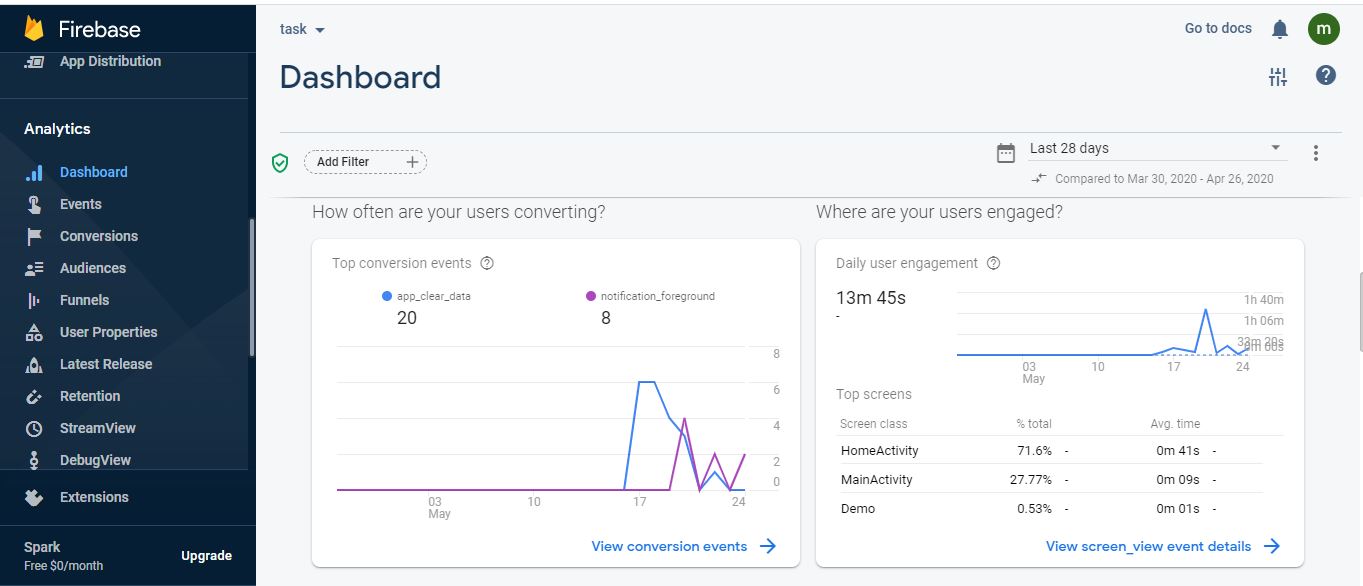 Firebase
App Distribution
Analytics
Dashboard
Events
Conversions
Audiences
Funnels
User Properties
Latest Release
Retention
StreamView
DebugView
Extensions
Spark
Free $0/month
Upgrade
task
Go to docs
m
Dashboard
Add Filter
Last 28 days
Compared to Mar 30, 2020 - Apr 26, 2020
How often are your users converting?
Top conversion events
app_clear_data
20
notification_foreground
8
8
6
4
2
0
03
May
10
17
24
View conversion events
Where are your users engaged?
Daily user engagement
13m 45s
-
1h 40m
1h 06m
33m 20s
0m 00s
03
May
10
17
24
Top screens
Screen class % total Avg. time
HomeActivity 71.6% - 0m 41s -
MainActivity 27.77% - 0m 09s -
Demo 0.53% - 0m 01s -
View screen_view event details